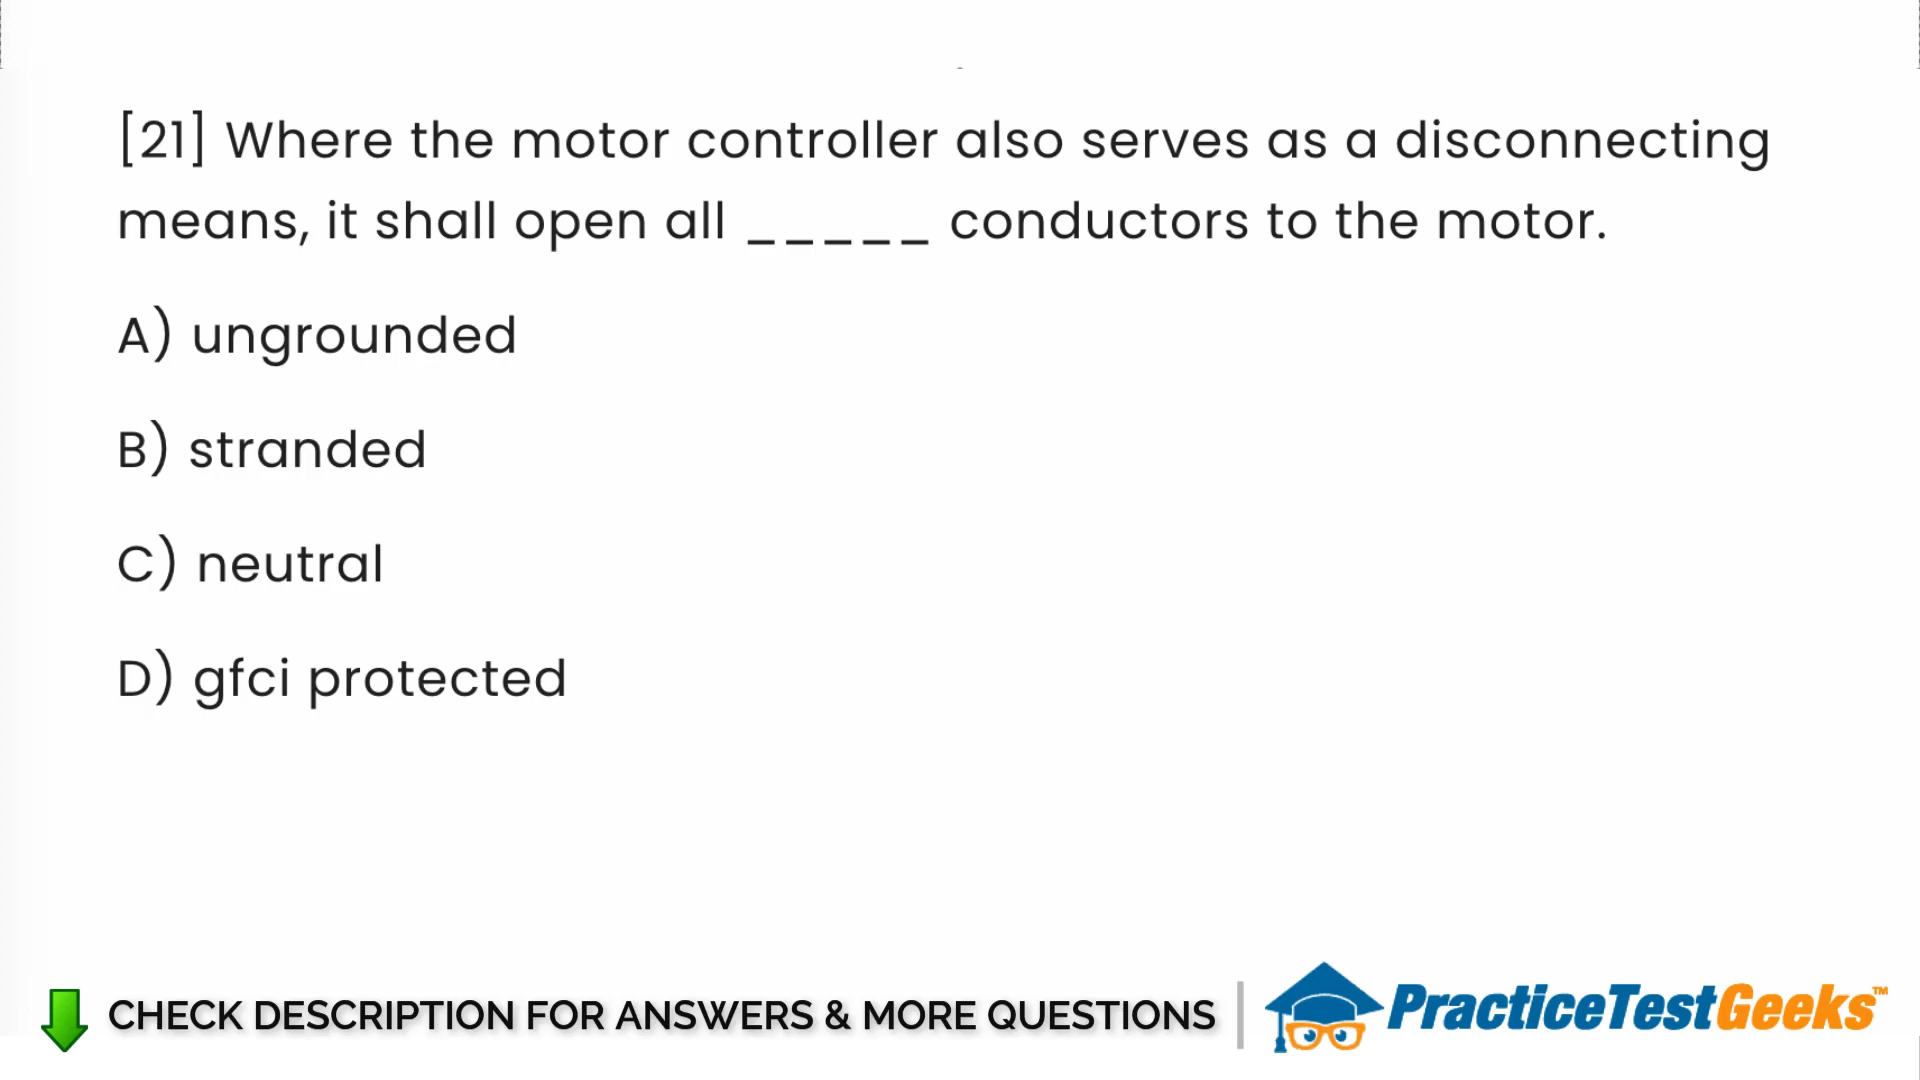 [21] Where the motor controller also serves as a disconnecting
means, it shall open all _____ conductors to the motor.
A) ungrounded
B) stranded
C) neutral
D) gfci protected
CHECK DESCRIPTION FOR ANSWERS & MORE QUESTIONS
PracticeTestGeeks™